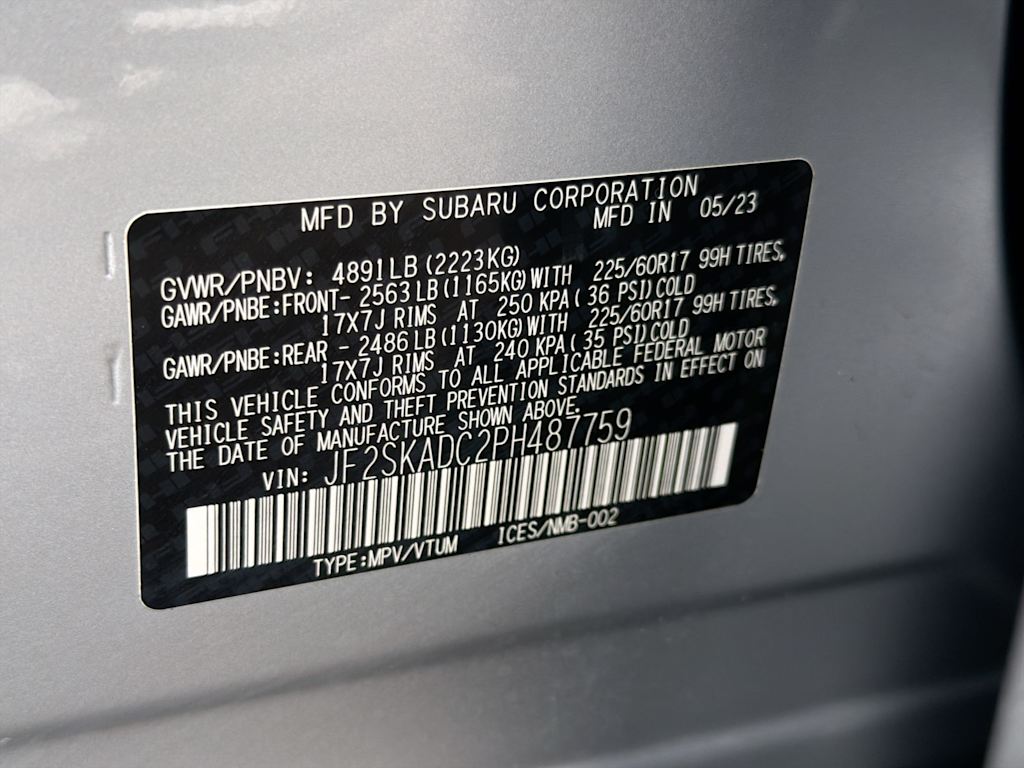 MFD BY SUBARU CORPORATION
MFD IN 05/23
GVWR/PNBV: 4891LB (2223KG)
GAWR/PNBE:FRONT- 2563LB (1165KG)WITH 225/60R17 99H TIRES,
17X7J RIMS AT 250 KPA( 36 PSI)COLD
GAWR/PNBE:REAR - 2486LB (1130KG)WITH 225/60R17 99H TIRES,
17X7J RIMS AT 240 KPA( 35 PSI)COLD
THIS VEHICLE CONFORMS TO ALL APPLICABLE FEDERAL MOTOR
VEHICLE SAFETY AND THEFT PREVENTION STANDARDS IN EFFECT ON
THE DATE OF MANUFACTURE SHOWN ABOVE.
VIN: JF2SKADC2PH487759
TYPE:MPV/VTUM ICES/NMB-002